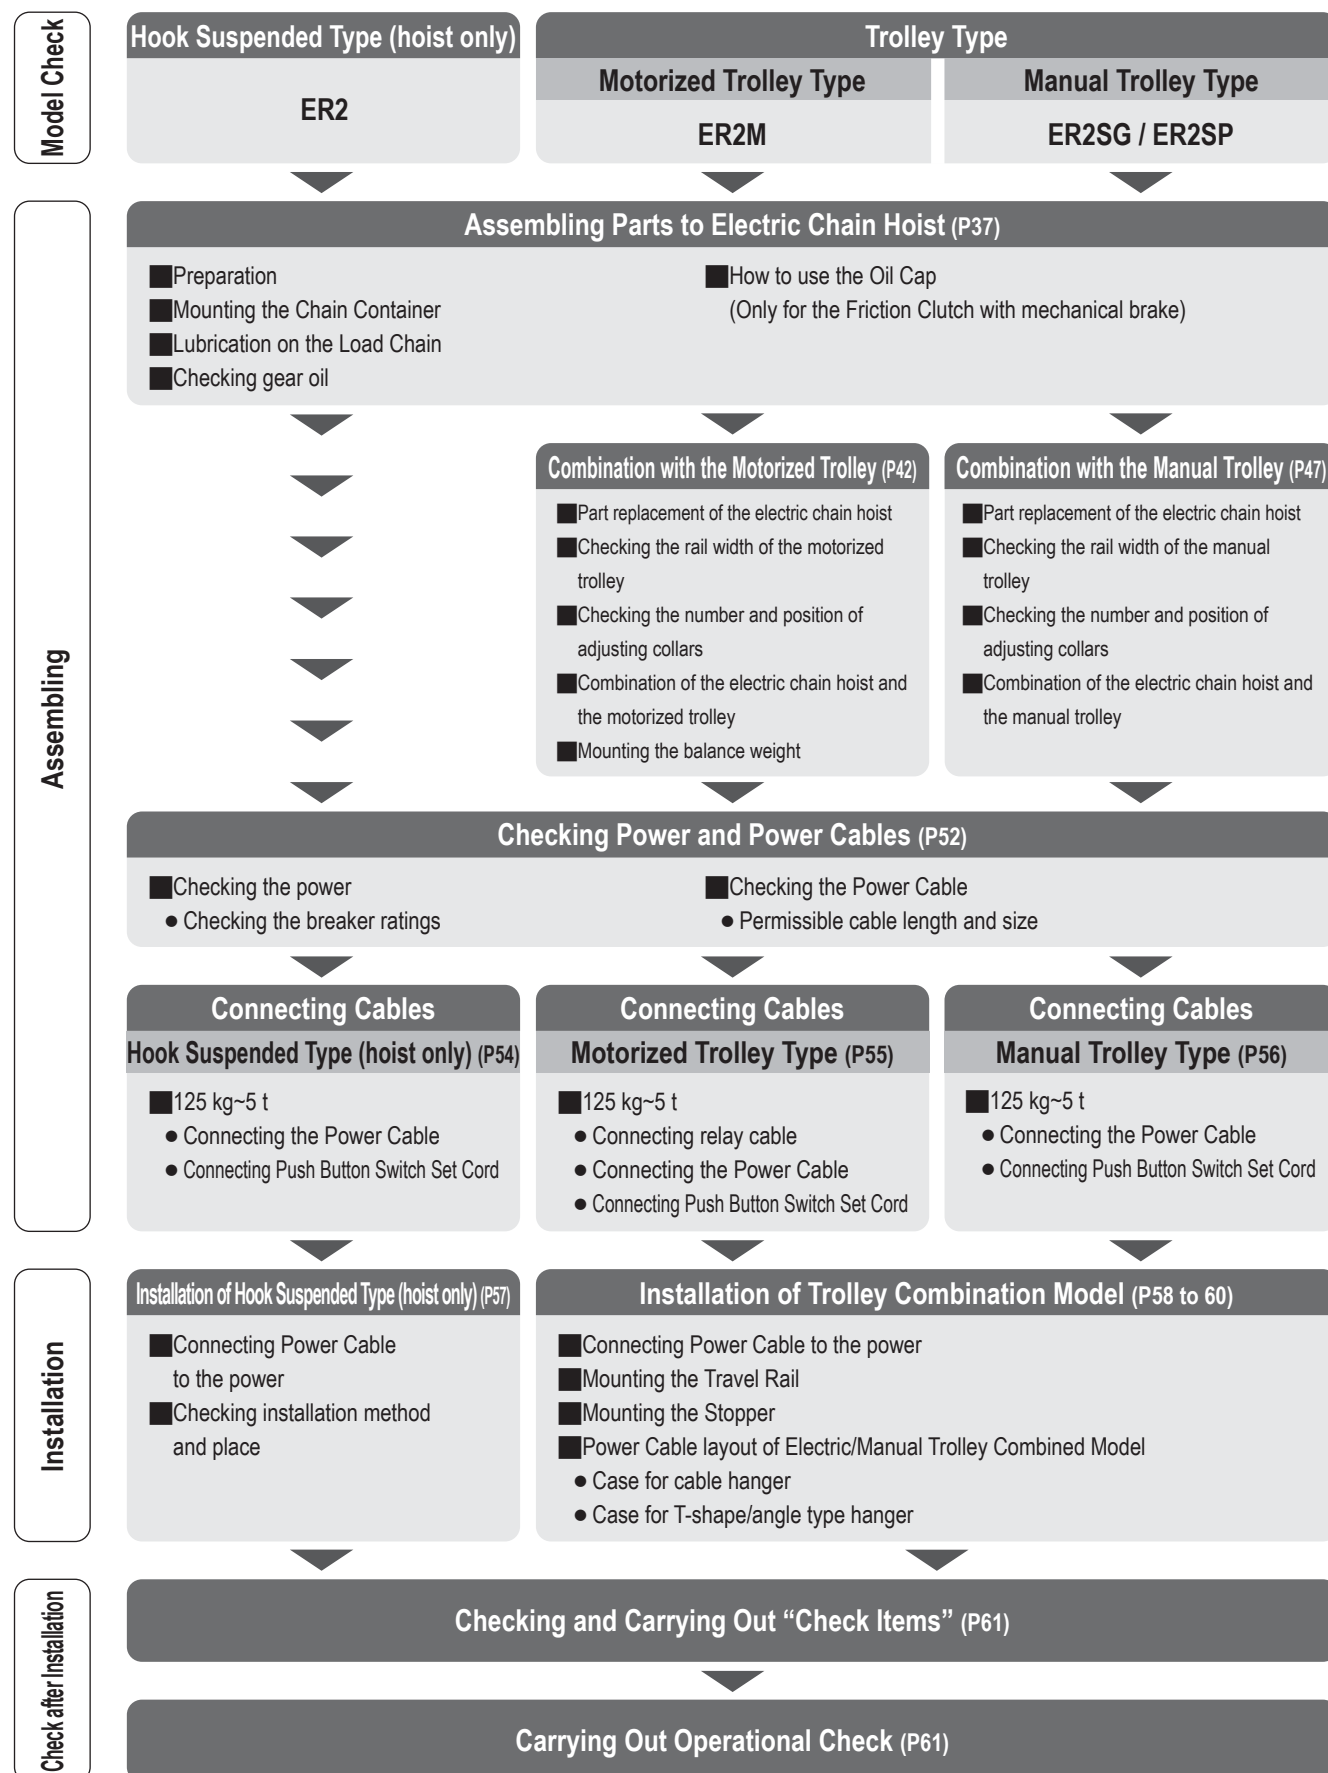 Model Check
Hook Suspended Type (hoist only)
ER2
Trolley Type
Motorized Trolley Type
Manual Trolley Type
ER2M
ER2SG / ER2SP
Assembling
Assembling Parts to Electric Chain Hoist (P37)
■Preparation
■Mounting the Chain Container
■Lubrication on the Load Chain
■Checking gear oil
■How to use the Oil Cap
(Only for the Friction Clutch with mechanical brake)
Combination with the Motorized Trolley (P42)
■Part replacement of the electric chain hoist
■Checking the rail width of the motorized
trolley
■Checking the number and position of
adjusting collars
■Combination of the electric chain hoist and
the motorized trolley
■Mounting the balance weight
Combination with the Manual Trolley (P47)
■Part replacement of the electric chain hoist
■Checking the rail width of the manual
trolley
■Checking the number and position of
adjusting collars
■Combination of the electric chain hoist and
the manual trolley
Checking Power and Power Cables (P52)
■Checking the power
● Checking the breaker ratings
■Checking the Power Cable
● Permissible cable length and size
Connecting Cables
Hook Suspended Type (hoist only) (P54)
■125 kg~5 t
● Connecting the Power Cable
● Connecting Push Button Switch Set Cord
Connecting Cables
Motorized Trolley Type (P55)
■125 kg~5 t
● Connecting relay cable
● Connecting the Power Cable
● Connecting Push Button Switch Set Cord
Connecting Cables
Manual Trolley Type (P56)
■125 kg~5 t
● Connecting the Power Cable
● Connecting Push Button Switch Set Cord
Installation
Installation of Hook Suspended Type (hoist only) (P57)
■Connecting Power Cable
to the power
■Checking installation method
and place
Installation of Trolley Combination Model (P58 to 60)
■Connecting Power Cable to the power
■Mounting the Travel Rail
■Mounting the Stopper
■Power Cable layout of Electric/Manual Trolley Combined Model
● Case for cable hanger
● Case for T-shape/angle type hanger
Check after Installation
Checking and Carrying Out “Check Items” (P61)
Carrying Out Operational Check (P61)